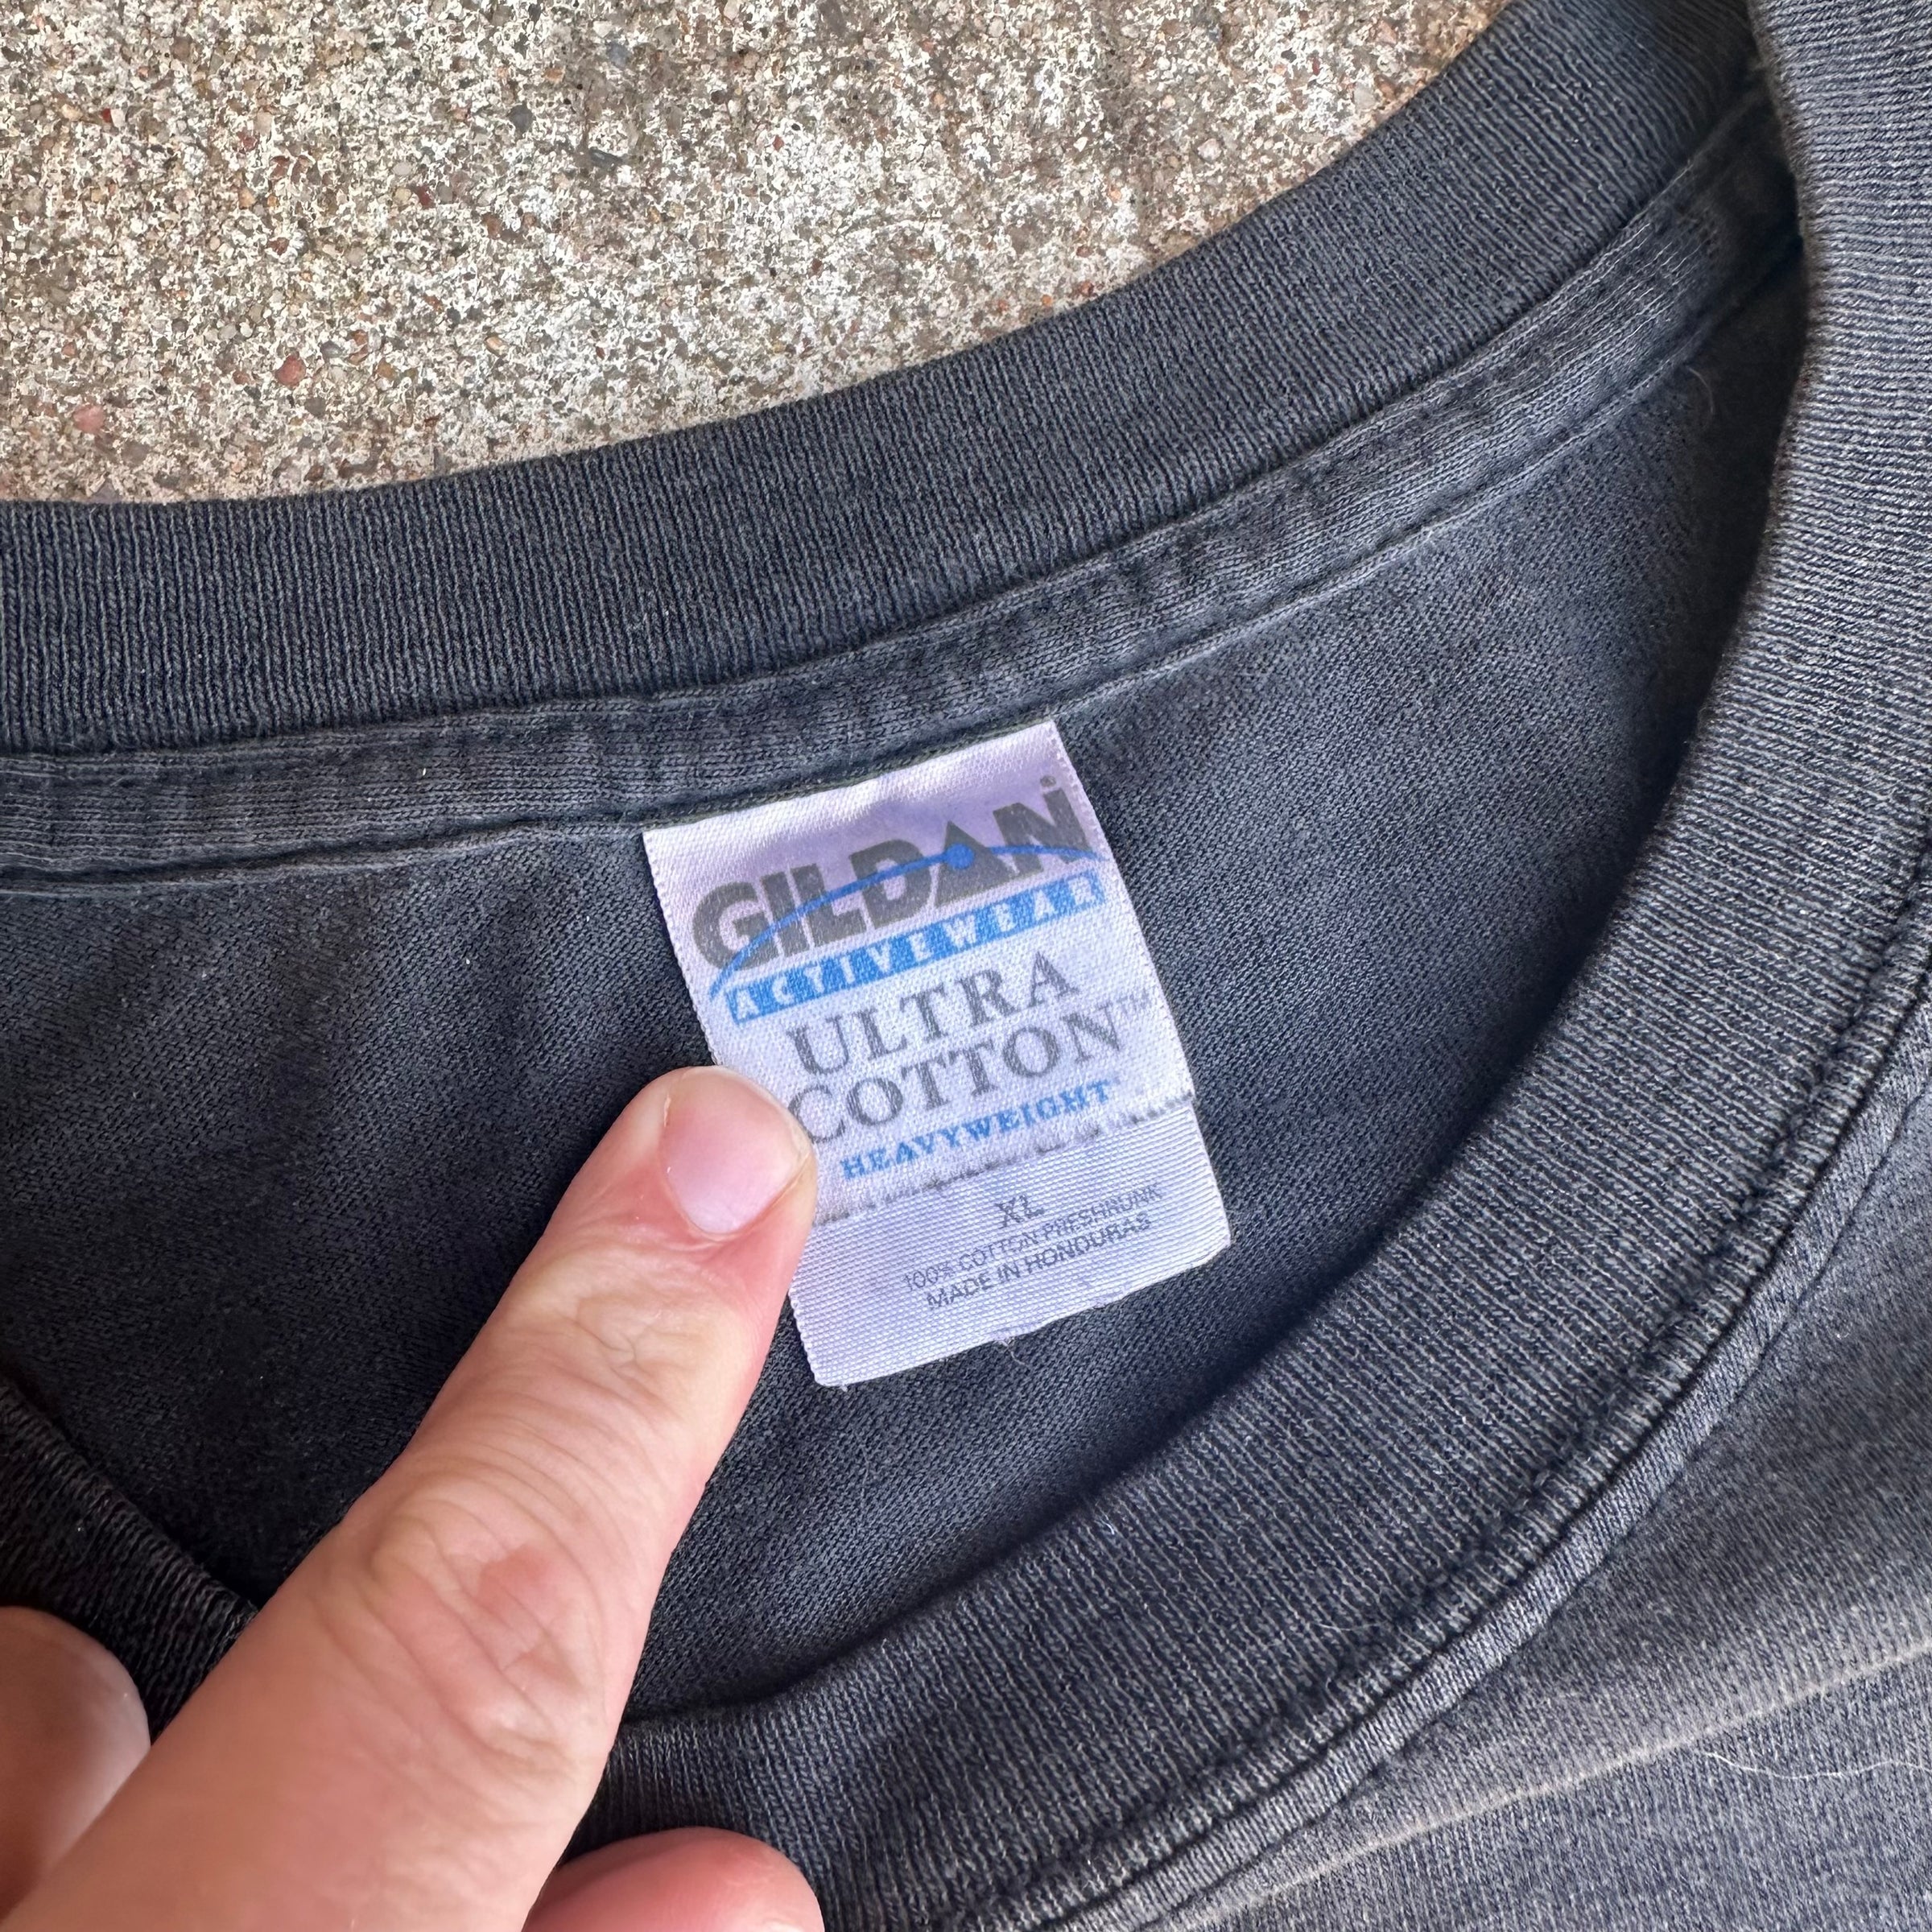 GILDAN®
ACTIVEWEAR
ULTRA
COTTON™
HEAVYWEIGHT
XL
100% COTTON PRESHRUNK
MADE IN HONDURAS